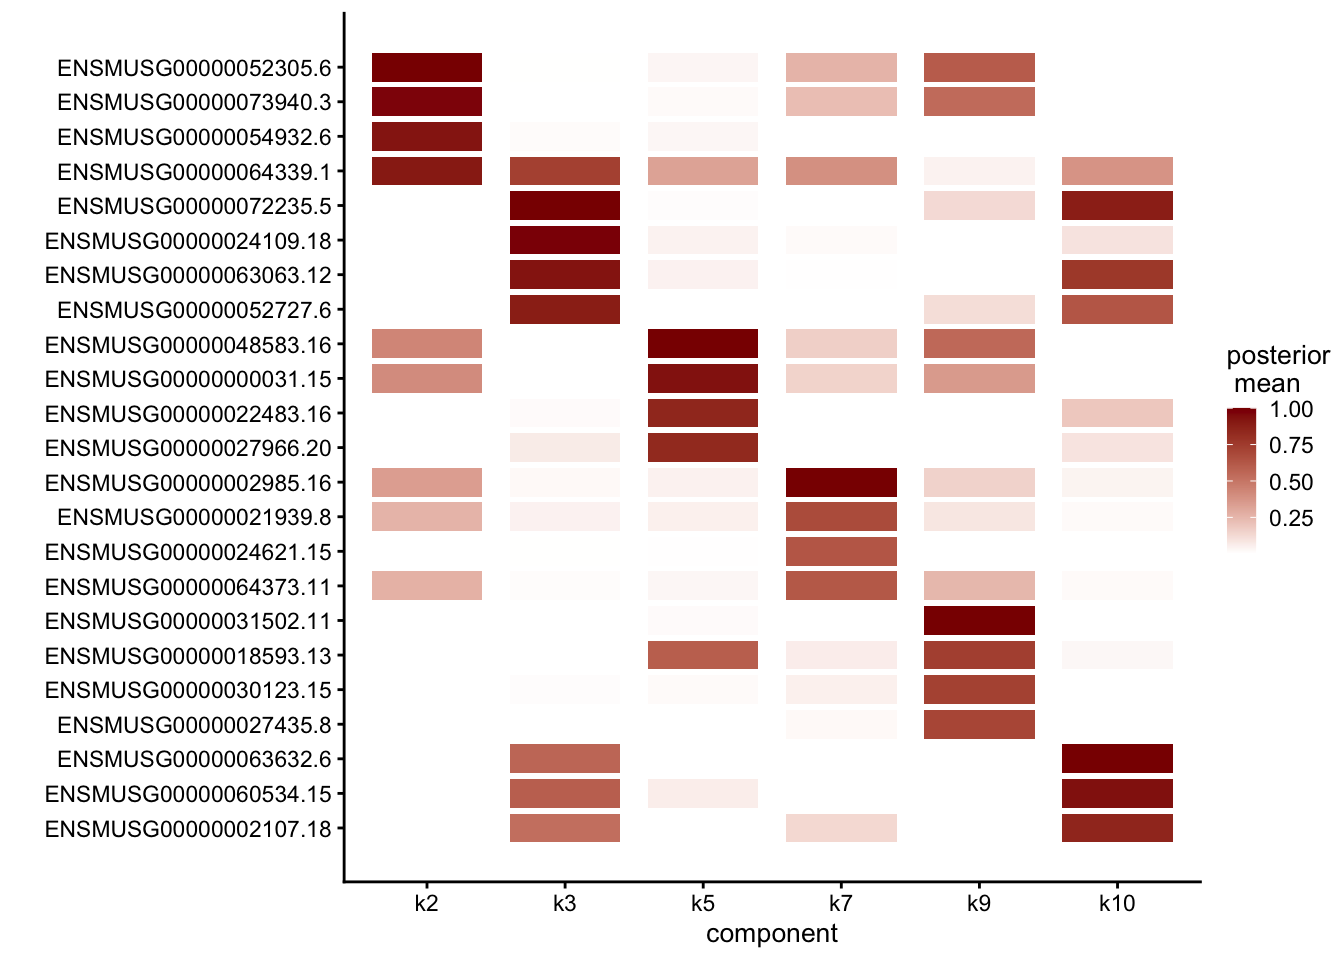 ENSMUSG00000052305.6
ENSMUSG00000073940.3
ENSMUSG00000054932.6
ENSMUSG00000064339.1
ENSMUSG00000072235.5
ENSMUSG00000024109.18
ENSMUSG00000063063.12
ENSMUSG00000052727.6
ENSMUSG00000048583.16
ENSMUSG00000000031.15
ENSMUSG00000022483.16
ENSMUSG00000027966.20
ENSMUSG00000002985.16
ENSMUSG00000021939.8
ENSMUSG00000024621.15
ENSMUSG00000064373.11
ENSMUSG00000031502.11
ENSMUSG00000018593.13
ENSMUSG00000030123.15
ENSMUSG00000027435.8
ENSMUSG00000063632.6
ENSMUSG00000060534.15
ENSMUSG00000002107.18
k2 k3 k5 k7 k9 k10
component
posterior
mean
1.00
0.75
0.50
0.25